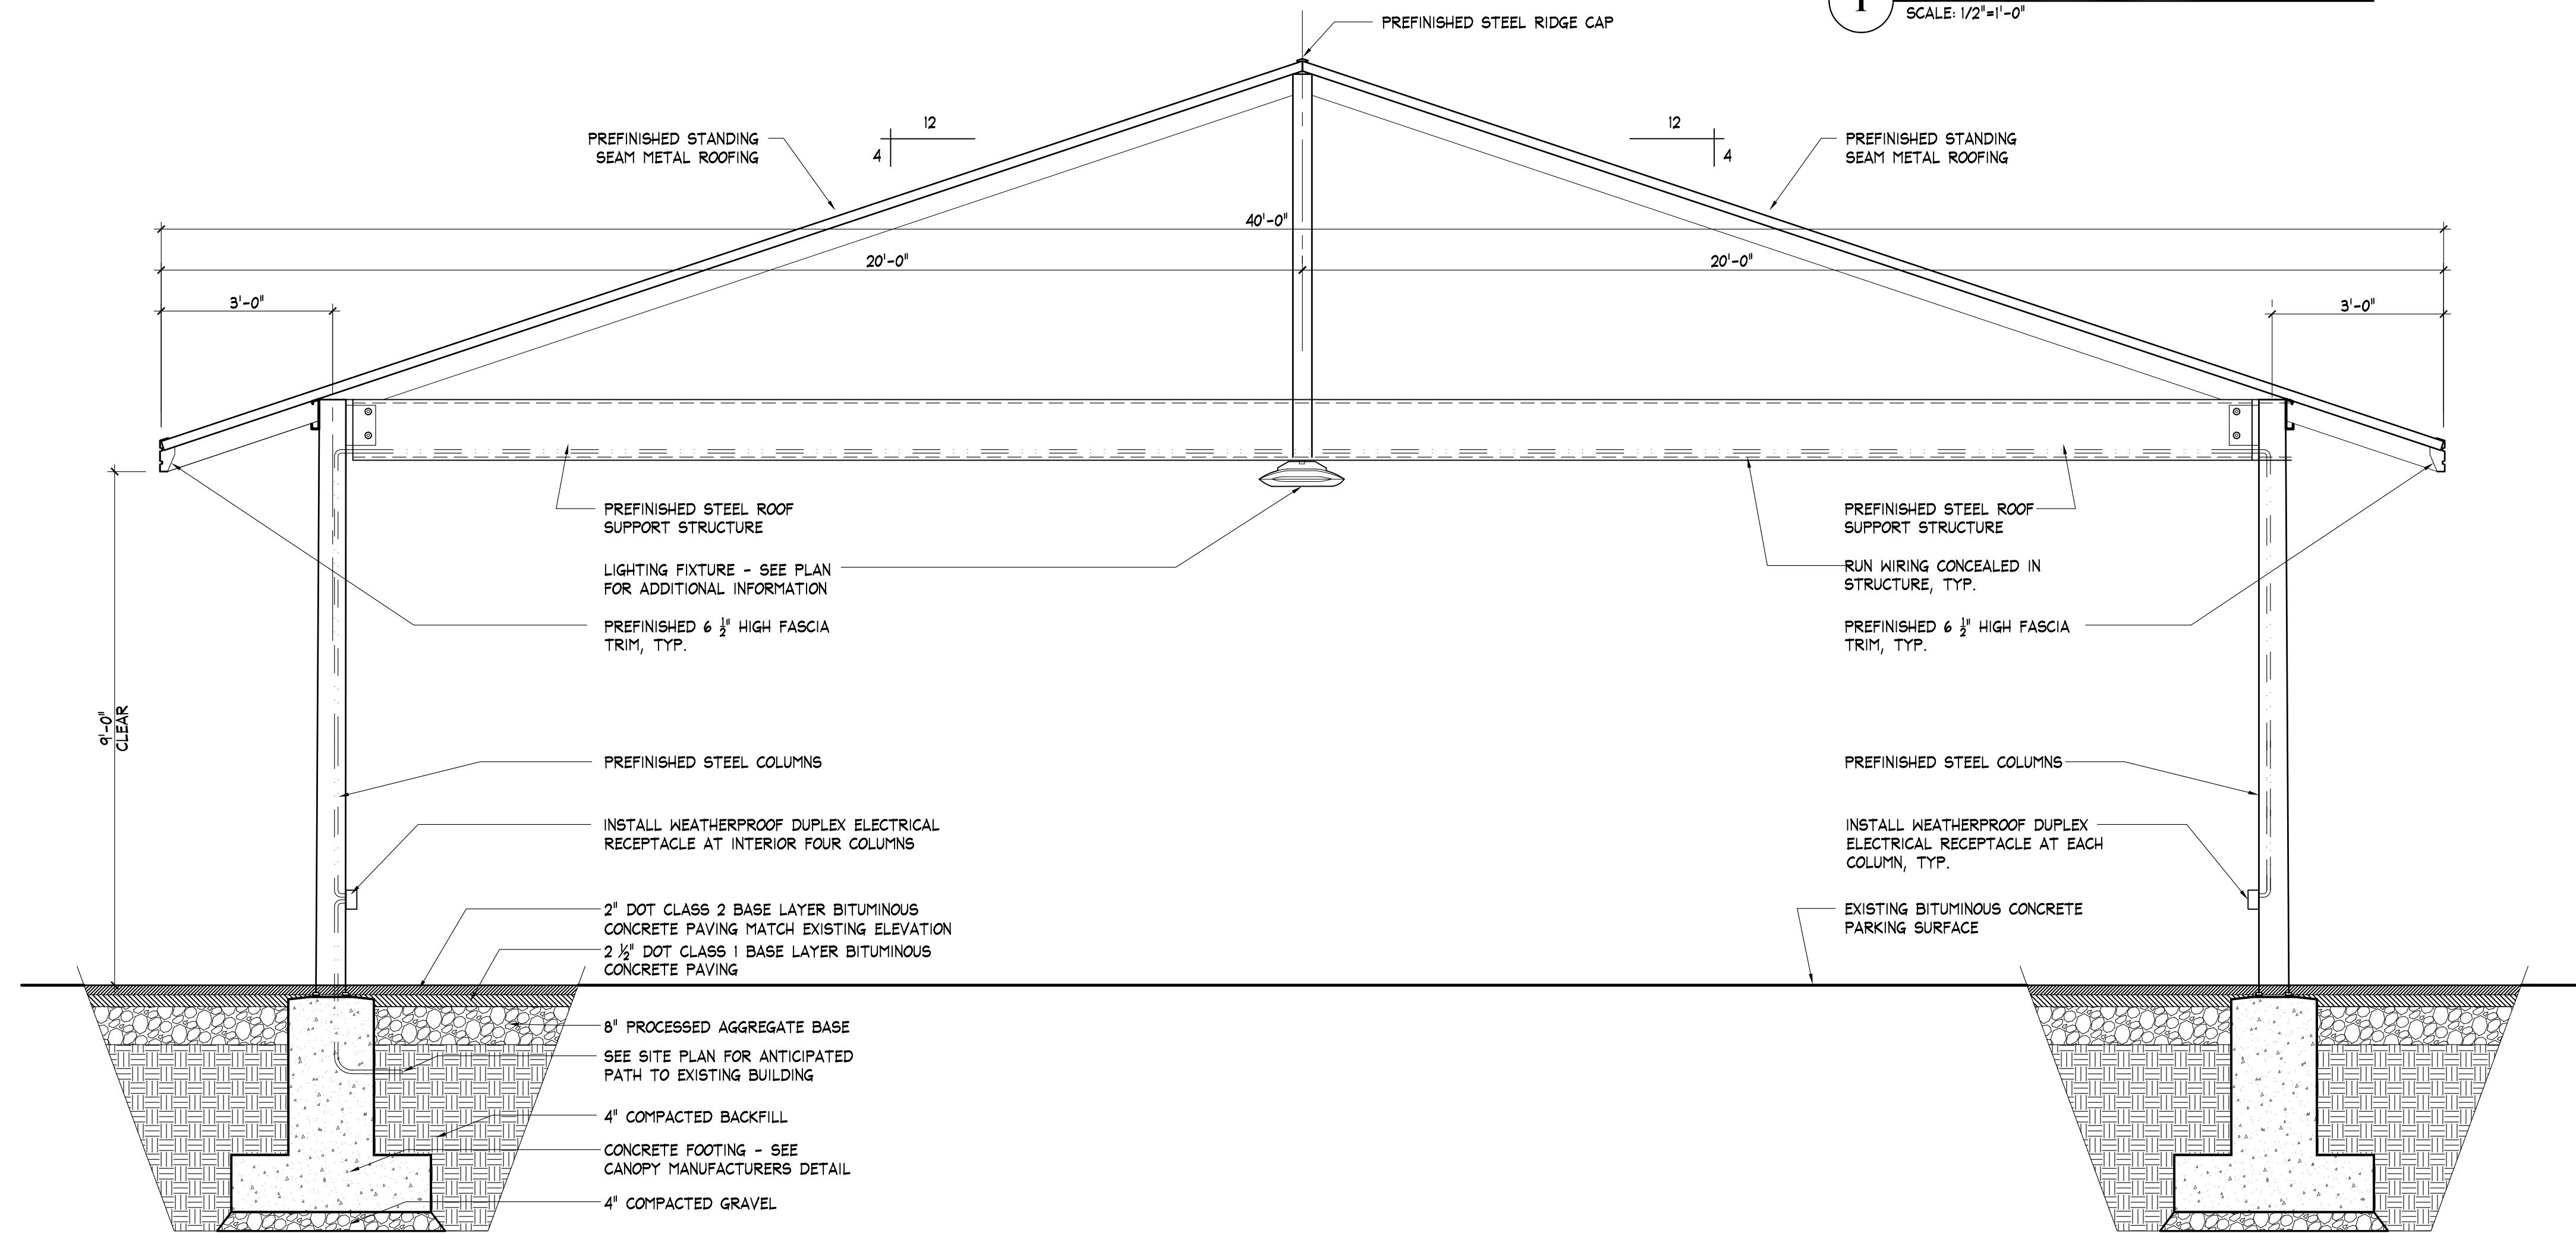 1
SCALE: 1/2"=1'-0"
PREFINISHED STEEL RIDGE CAP
PREFINISHED STANDING
SEAM METAL ROOFING
12
4
12
4
PREFINISHED STANDING
SEAM METAL ROOFING
40'-0"
20'-0"
20'-0"
3'-0"
3'-0"
PREFINISHED STEEL ROOF
SUPPORT STRUCTURE
LIGHTING FIXTURE - SEE PLAN
FOR ADDITIONAL INFORMATION
PREFINISHED 6 1/2" HIGH FASCIA
TRIM, TYP.
PREFINISHED STEEL ROOF
SUPPORT STRUCTURE
RUN WIRING CONCEALED IN
STRUCTURE, TYP.
PREFINISHED 6 1/2" HIGH FASCIA
TRIM, TYP.
9'-0"
CLEAR
PREFINISHED STEEL COLUMNS
INSTALL WEATHERPROOF DUPLEX ELECTRICAL
RECEPTACLE AT INTERIOR FOUR COLUMNS
2" DOT CLASS 2 BASE LAYER BITUMINOUS
CONCRETE PAVING MATCH EXISTING ELEVATION
2 1/2" DOT CLASS 1 BASE LAYER BITUMINOUS
CONCRETE PAVING
PREFINISHED STEEL COLUMNS
INSTALL WEATHERPROOF DUPLEX
ELECTRICAL RECEPTACLE AT EACH
COLUMN, TYP.
EXISTING BITUMINOUS CONCRETE
PARKING SURFACE
8" PROCESSED AGGREGATE BASE
SEE SITE PLAN FOR ANTICIPATED
PATH TO EXISTING BUILDING
4" COMPACTED BACKFILL
CONCRETE FOOTING - SEE
CANOPY MANUFACTURERS DETAIL
4" COMPACTED GRAVEL